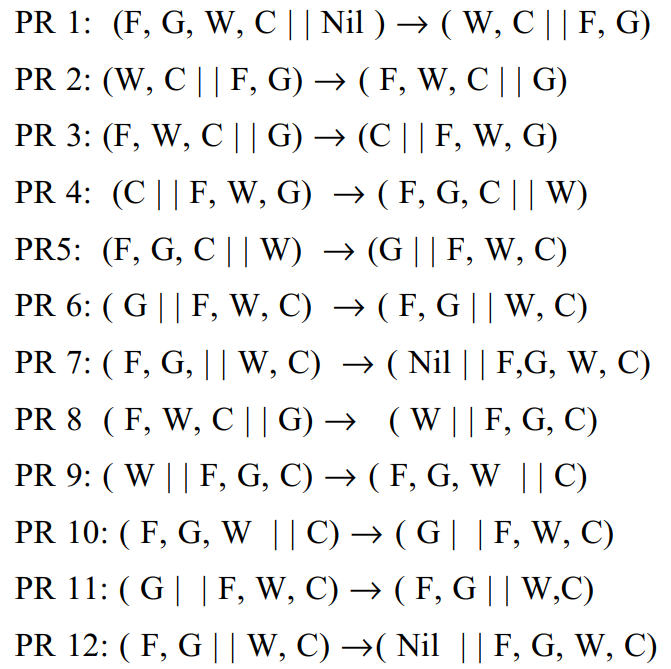 PR 1: (F, G, W, C || Nil ) → ( W, C || F, G)
PR 2: (W, C || F, G) → ( F, W, C || G)
PR 3: (F, W, C || G) → (C || F, W, G)
PR 4: (C || F, W, G) → ( F, G, C || W)
PR5: (F, G, C || W) → (G || F, W, C)
PR 6: ( G || F, W, C) → ( F, G || W, C)
PR 7: ( F, G, || W, C) → ( Nil || F,G, W, C)
PR 8 ( F, W, C || G) → ( W || F, G, C)
PR 9: ( W || F, G, C) → ( F, G, W || C)
PR 10: ( F, G, W || C) → ( G | | F, W, C)
PR 11: ( G | | F, W, C) → ( F, G || W,C)
PR 12: ( F, G || W, C) →( Nil || F, G, W, C)